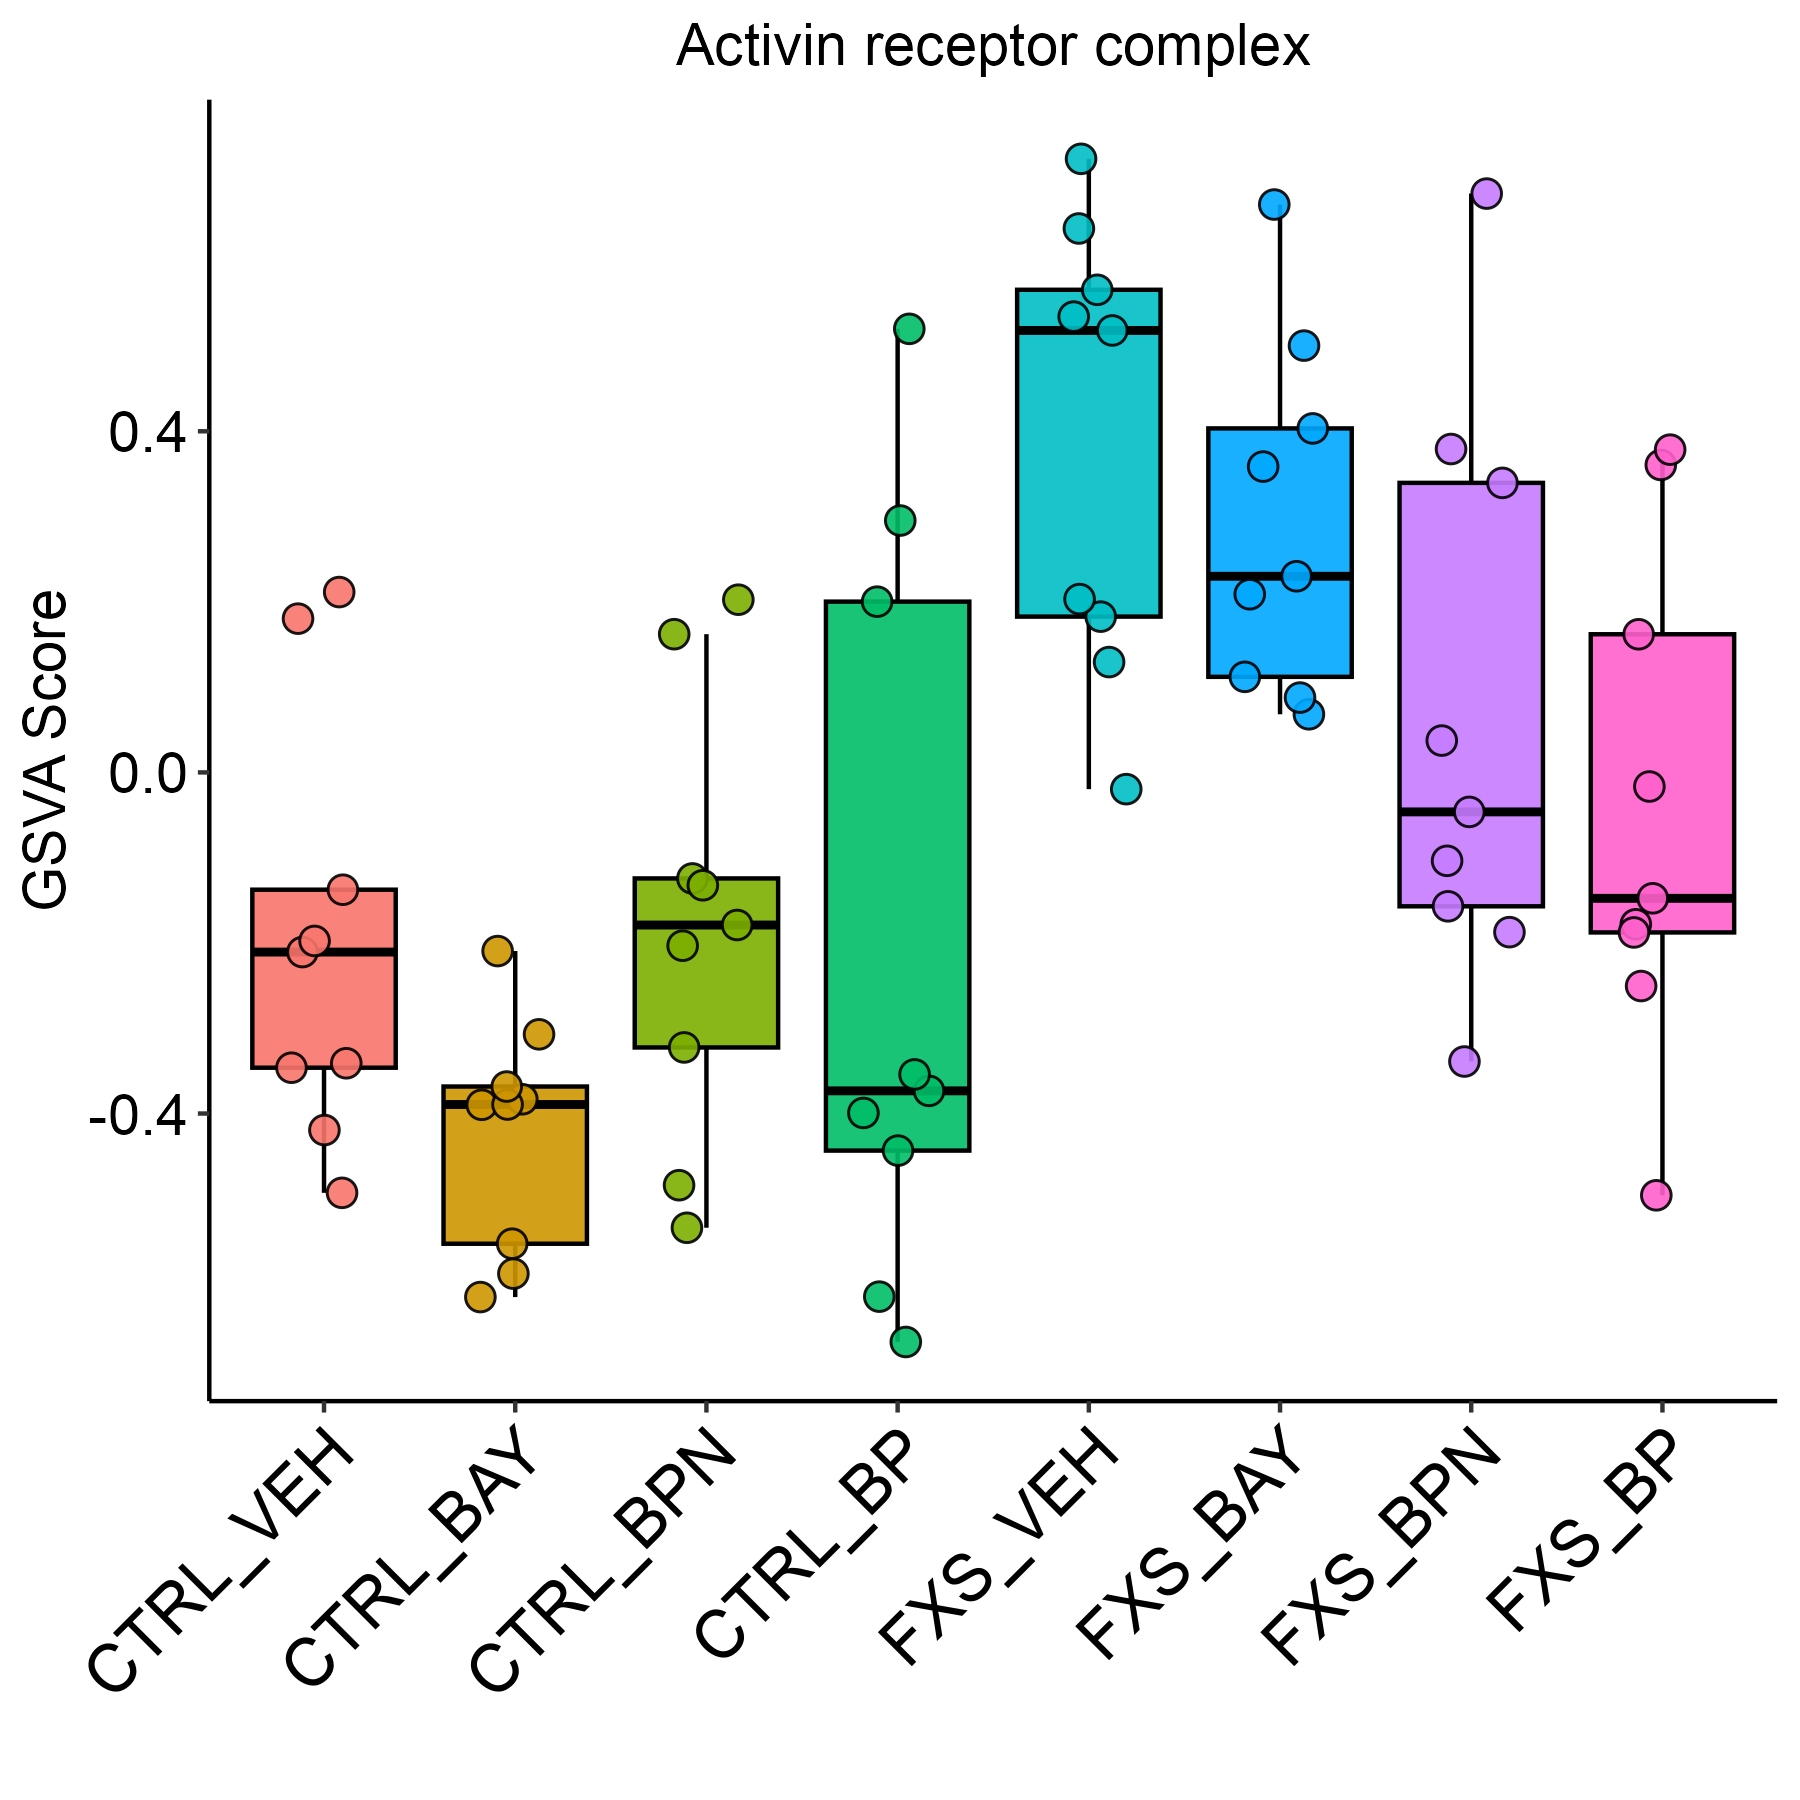 Activin receptor complex
GSVA Score
0.4
0.0
-0.4
CTRL_VEH
CTRL_BAY
CTRL_BPN
CTRL_BP
FXS_VEH
FXS_BAY
FXS_BPN
FXS_BP